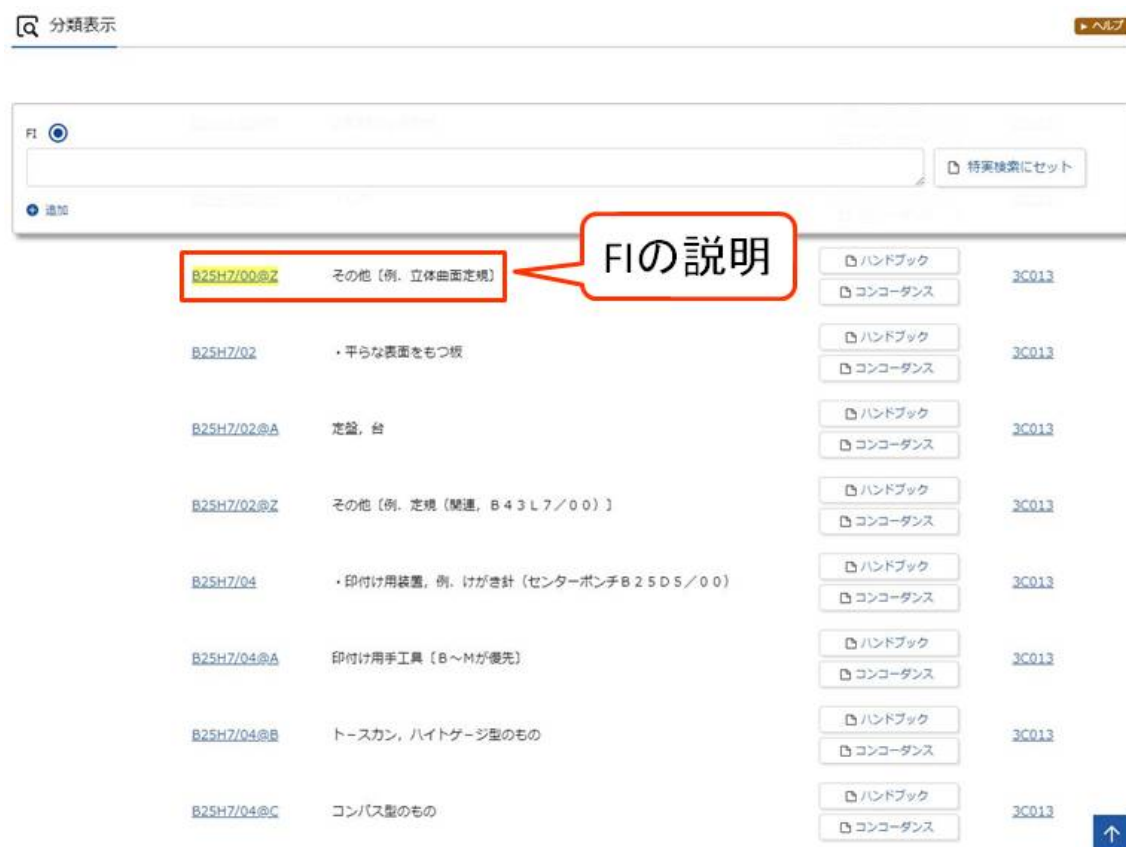 分類表示
▶ ヘルプ
FI
特実検索にセット
追加
FIの説明
B25H7/00@Z その他〔例．立体曲面定規〕 ハンドブック コンコーダンス 3C013
B25H7/02 ・平らな表面をもつ板 ハンドブック コンコーダンス 3C013
B25H7/02@A 定盤，台 ハンドブック コンコーダンス 3C013
B25H7/02@Z その他〔例．定規（関連，Ｂ４３Ｌ７／００）〕 ハンドブック コンコーダンス 3C013
B25H7/04 ・印付け用装置，例．けがき針（センターポンチＢ２５Ｄ５／００） ハンドブック コンコーダンス 3C013
B25H7/04@A 印付け用手工具〔Ｂ～Ｍが優先〕 ハンドブック コンコーダンス 3C013
B25H7/04@B ト－スカン，ハイトゲ－ジ型のもの ハンドブック コンコーダンス 3C013
B25H7/04@C コンパス型のもの ハンドブック コンコーダンス 3C013